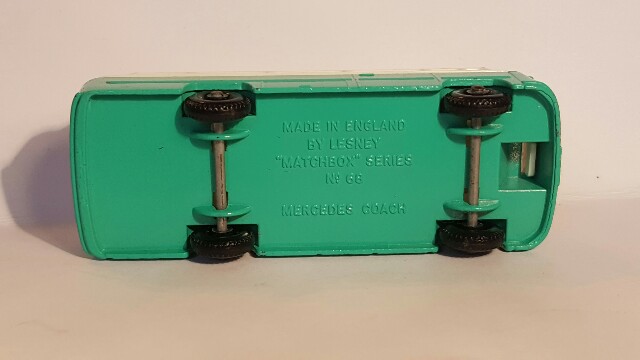 MADE IN ENGLAND
BY LESNEY
"MATCHBOX" SERIES
Nº 68
MERCEDES COACH